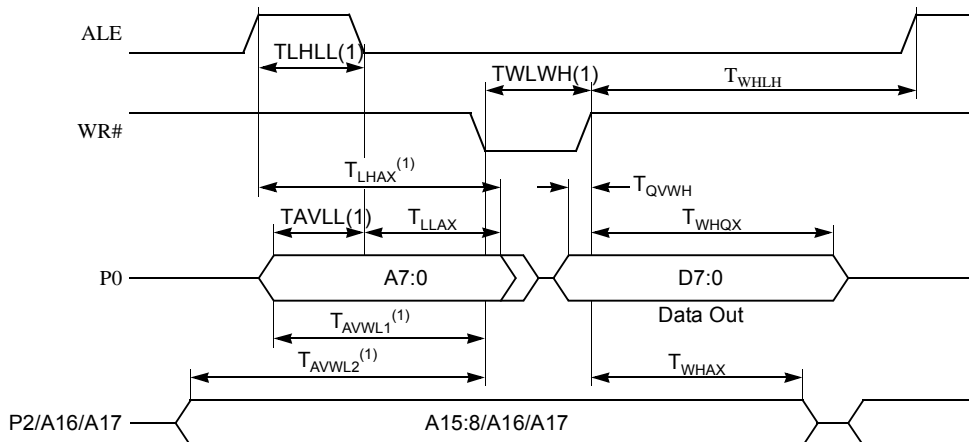 ALE
TLHLL(1)
TWLWH(1)
TWHLH
WR#
TLHAX(1)
TQVWH
TAVLL(1)
TLLAX
TWHQX
P0
A7:0
D7:0
Data Out
TAVWL1(1)
TAVWL2(1)
TWHAX
P2/A16/A17
A15:8/A16/A17